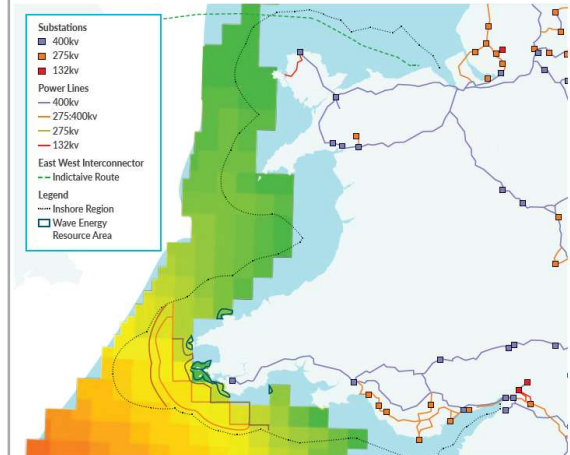 Substations
400kv
275kv
132kv
Power Lines
400kv
275:400kv
275kv
132kv
East West Interconnector
Indictaive Route
Legend
Inshore Region
Wave Energy
Resource Area